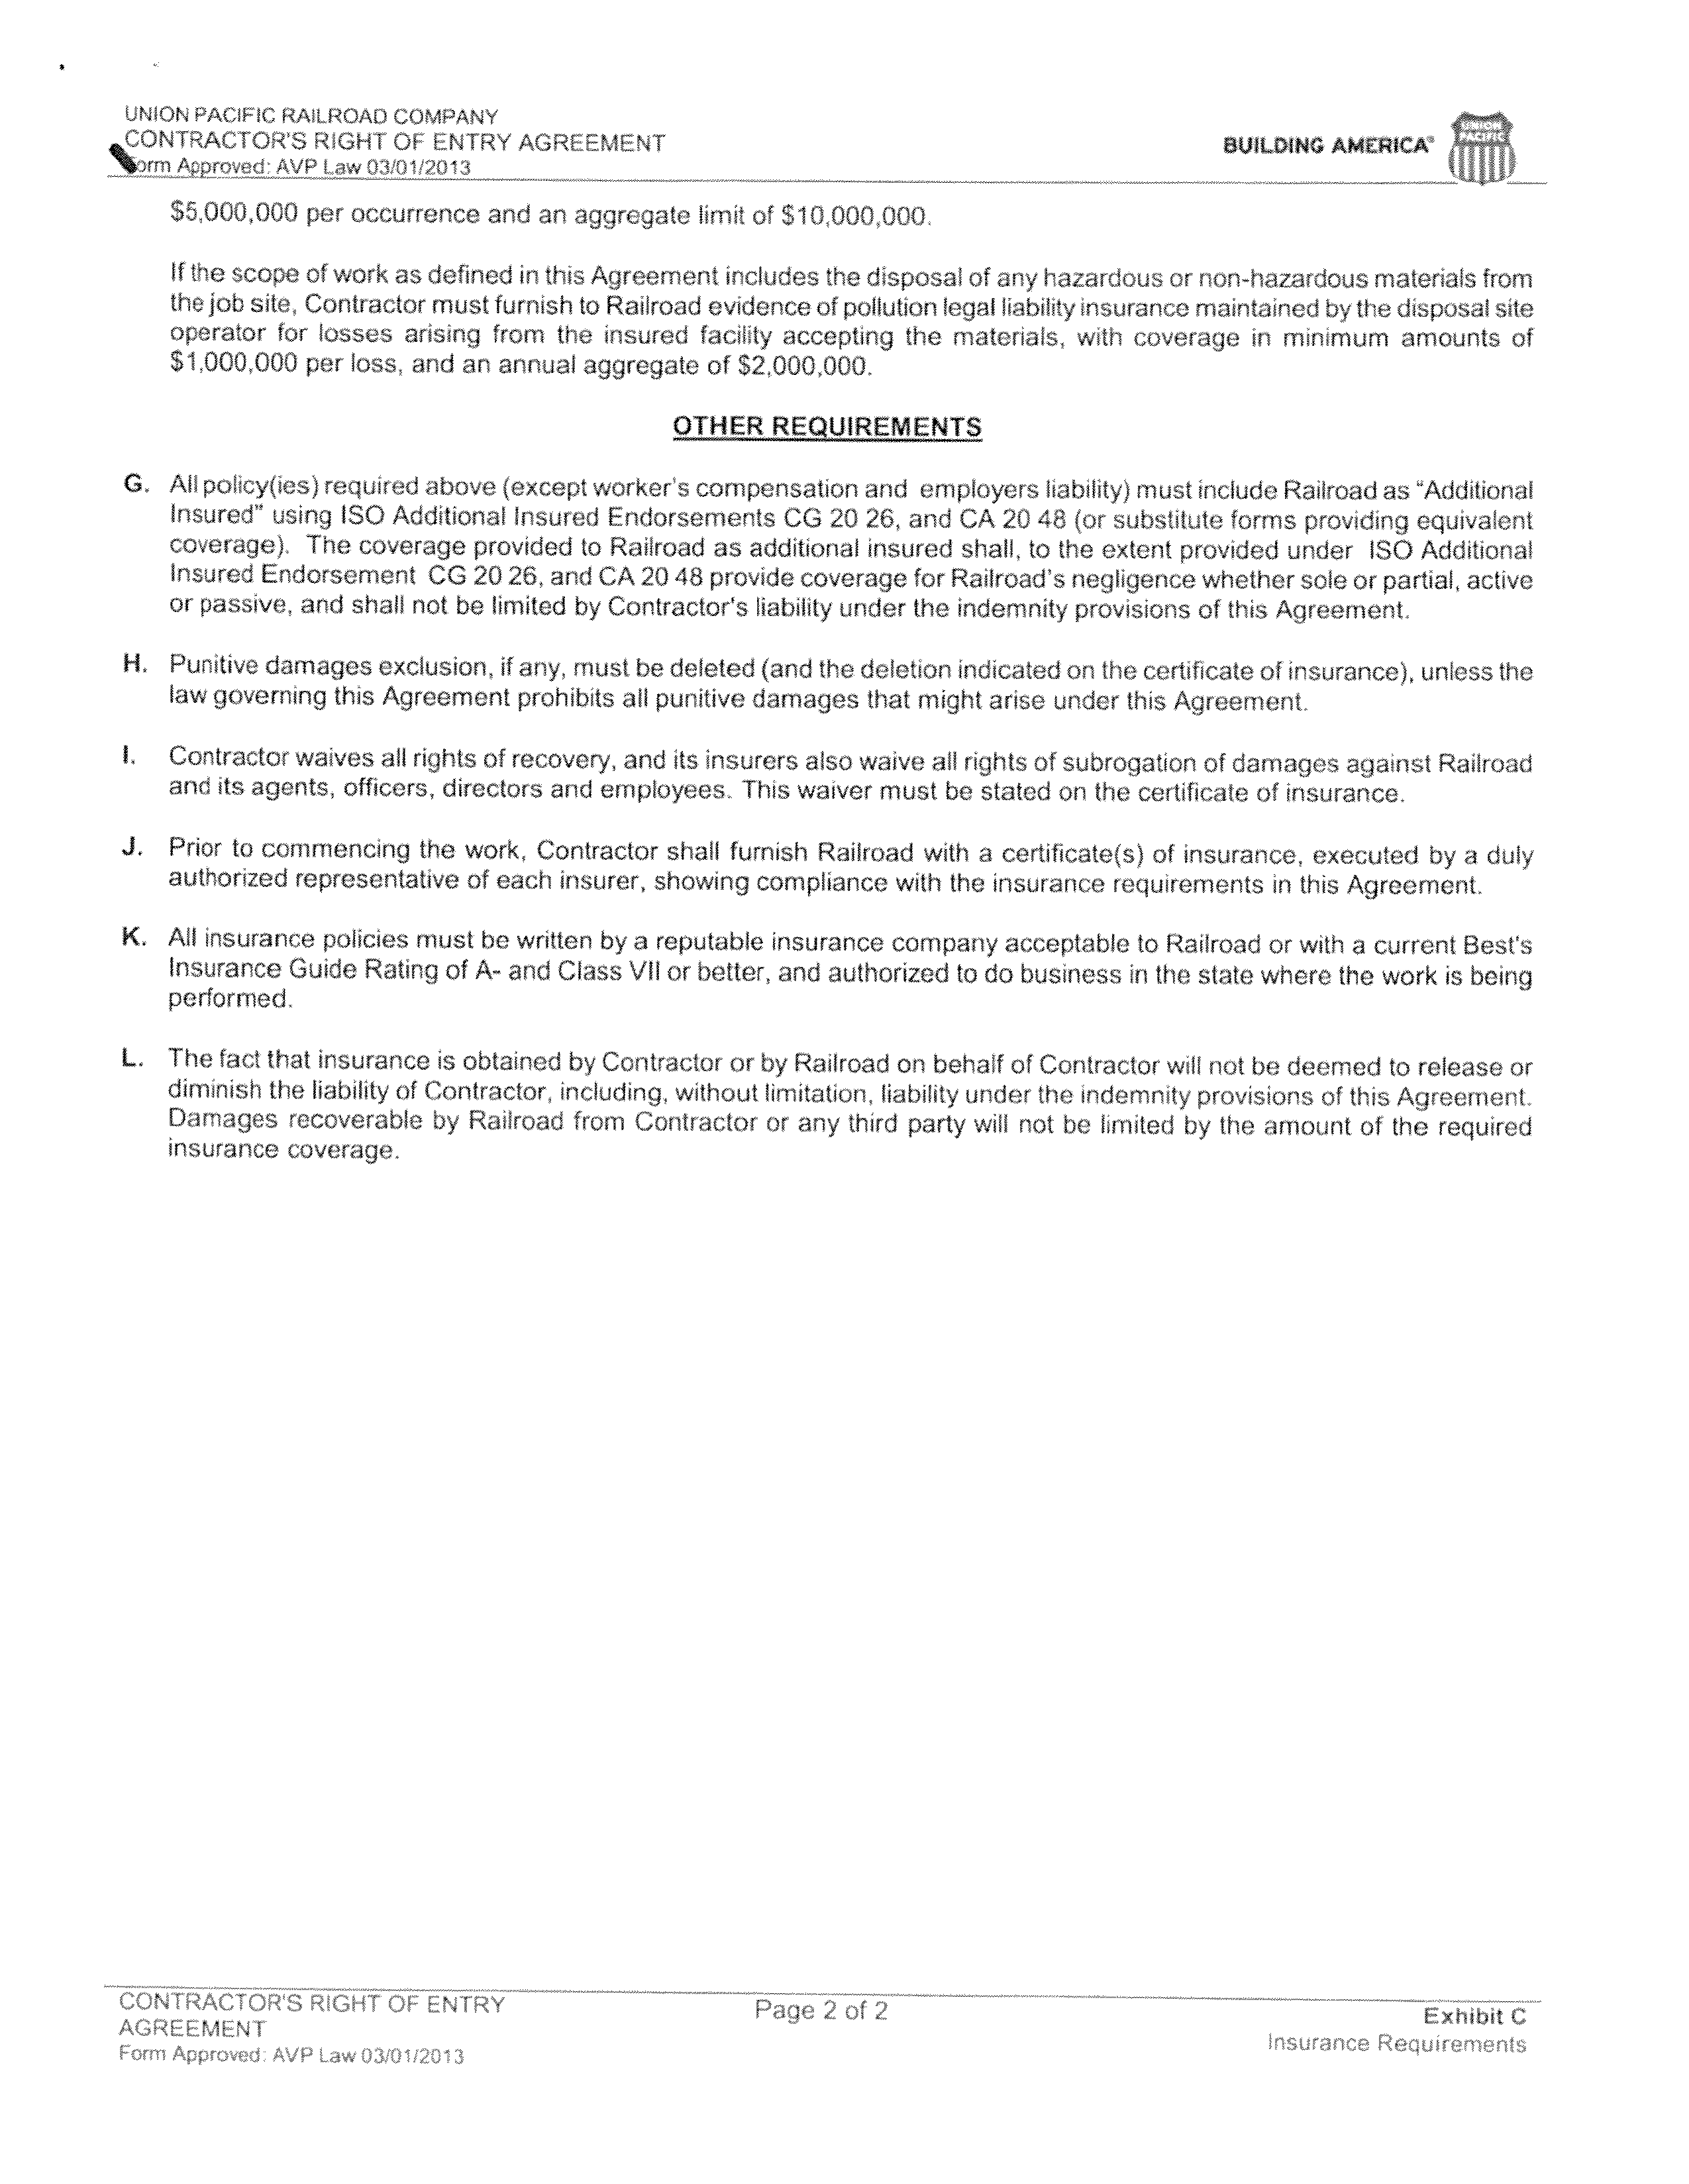 UNION PACIFIC RAILROAD COMPANY
CONTRACTOR'S RIGHT OF ENTRY AGREEMENT
Form Approved: AVP Law 03/01/2013
BUILDING AMERICA®
UNION
PACIFIC
$5,000,000 per occurrence and an aggregate limit of $10,000,000.
If the scope of work as defined in this Agreement includes the disposal of any hazardous or non-hazardous materials from
the job site, Contractor must furnish to Railroad evidence of pollution legal liability insurance maintained by the disposal site
operator for losses arising from the insured facility accepting the materials, with coverage in minimum amounts of
$1,000,000 per loss, and an annual aggregate of $2,000,000.
OTHER REQUIREMENTS
G. All policy(ies) required above (except worker's compensation and employers liability) must include Railroad as “Additional
Insured” using ISO Additional Insured Endorsements CG 20 26, and CA 20 48 (or substitute forms providing equivalent
coverage). The coverage provided to Railroad as additional insured shall, to the extent provided under ISO Additional
Insured Endorsement CG 20 26, and CA 20 48 provide coverage for Railroad's negligence whether sole or partial, active
or passive, and shall not be limited by Contractor's liability under the indemnity provisions of this Agreement.
H. Punitive damages exclusion, if any, must be deleted (and the deletion indicated on the certificate of insurance), unless the
law governing this Agreement prohibits all punitive damages that might arise under this Agreement.
I. Contractor waives all rights of recovery, and its insurers also waive all rights of subrogation of damages against Railroad
and its agents, officers, directors and employees. This waiver must be stated on the certificate of insurance.
J. Prior to commencing the work, Contractor shall furnish Railroad with a certificate(s) of insurance, executed by a duly
authorized representative of each insurer, showing compliance with the insurance requirements in this Agreement.
K. All insurance policies must be written by a reputable insurance company acceptable to Railroad or with a current Best's
Insurance Guide Rating of A- and Class VII or better, and authorized to do business in the state where the work is being
performed.
L. The fact that insurance is obtained by Contractor or by Railroad on behalf of Contractor will not be deemed to release or
diminish the liability of Contractor, including, without limitation, liability under the indemnity provisions of this Agreement.
Damages recoverable by Railroad from Contractor or any third party will not be limited by the amount of the required
insurance coverage.
CONTRACTOR'S RIGHT OF ENTRY
AGREEMENT
Form Approved: AVP Law 03/01/2013
Page 2 of 2
Exhibit C
Insurance Requirements